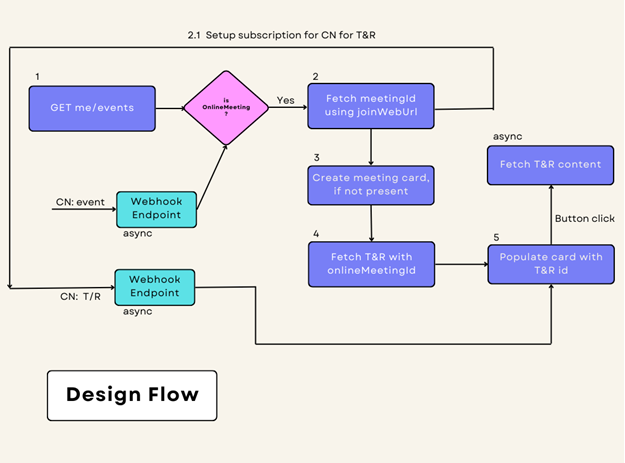 2.1 Setup subscription for CN for T&R
1
GET me/events
is
OnlineMeeting
?
Yes
2
Fetch meetingId
using joinWebUrl
async
Fetch T&R content
3
Create meeting card,
if not present
CN: event
Webhook
Endpoint
async
Button click
4
Fetch T&R with
onlineMeetingId
5
Populate card with
T&R id
CN: T/R
Webhook
Endpoint
async
Design Flow